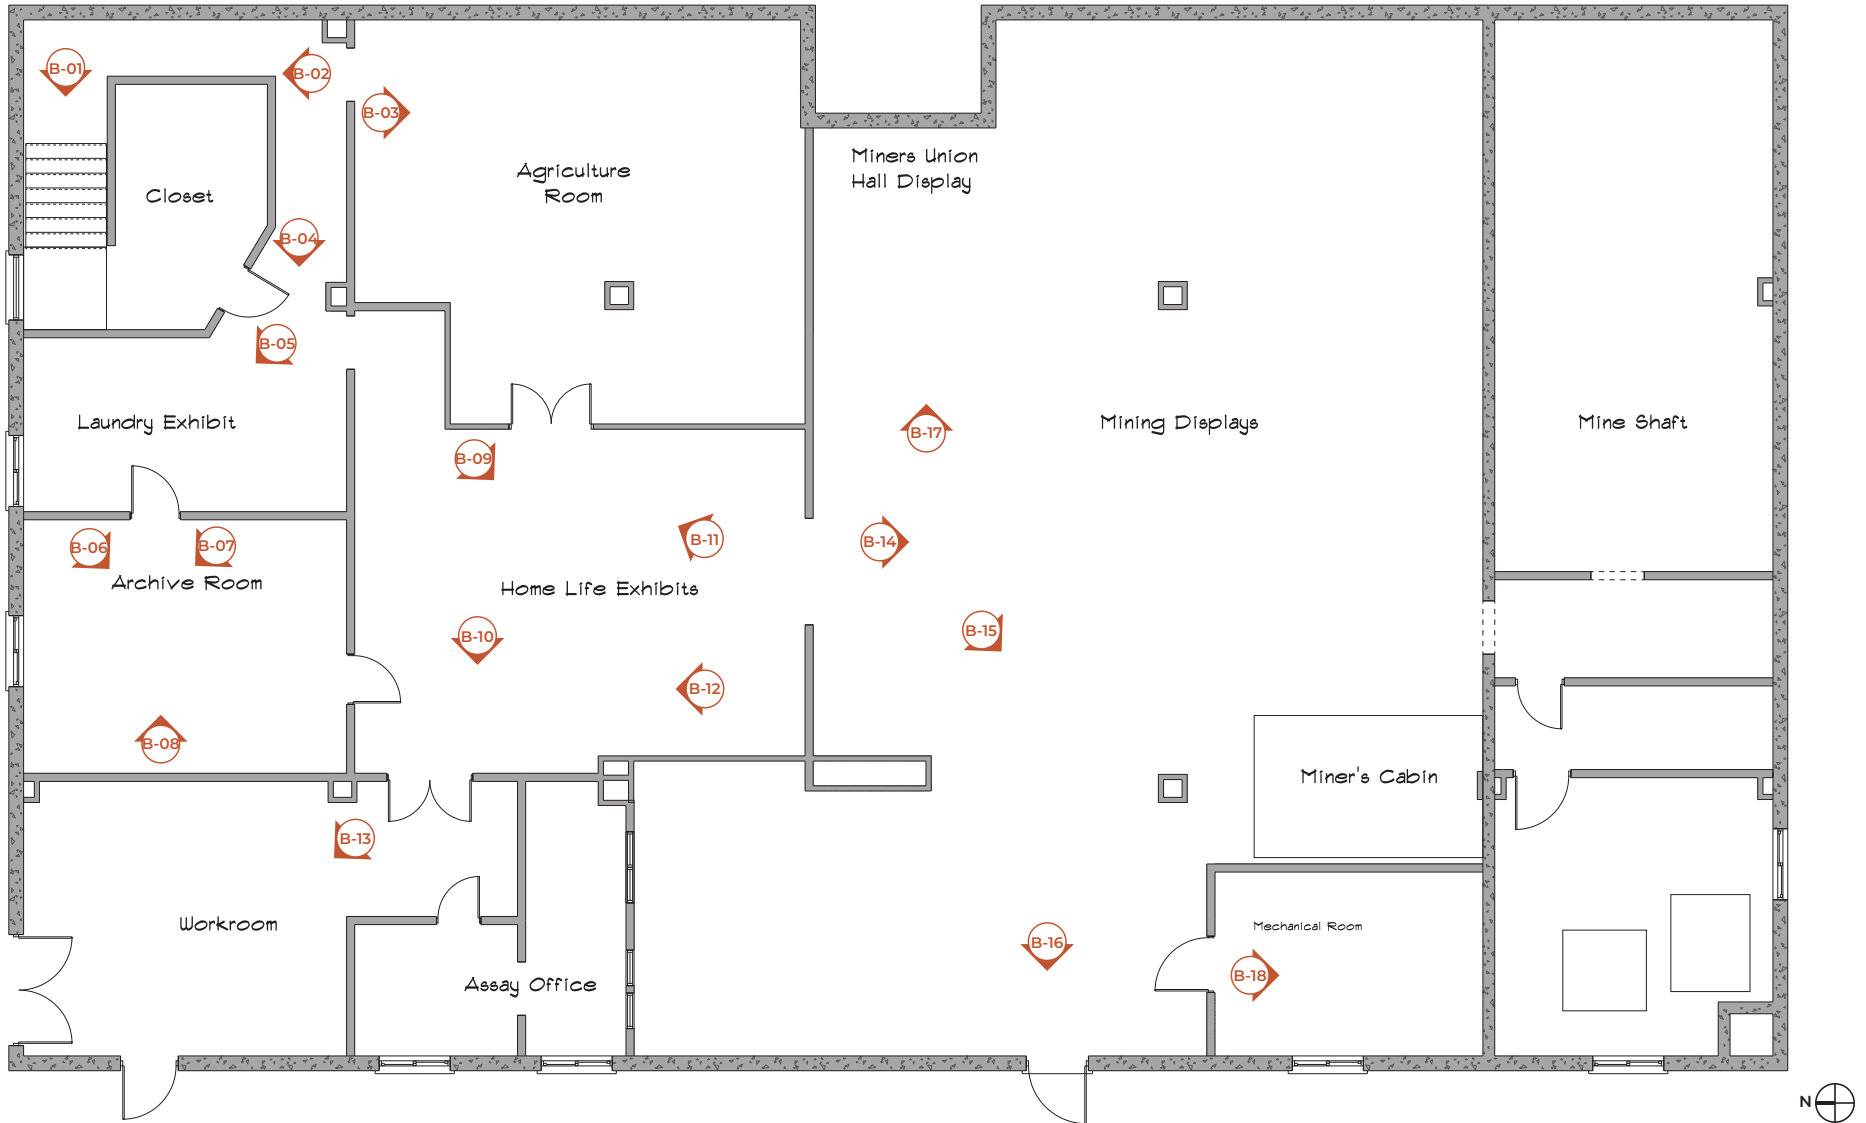 B-01
B-02
B-03
Miners Union
Hall Display
Agriculture
Room
Closet
B-04
B-05
Laundry Exhibit
B-17
Mining Displays
Mine Shaft
B-09
B-06
B-07
B-11
B-14
Archive Room
Home Life Exhibits
B-10
B-15
B-12
B-08
Miner's Cabin
B-13
Workroom
Mechanical Room
B-16
B-18
Assay Office
N